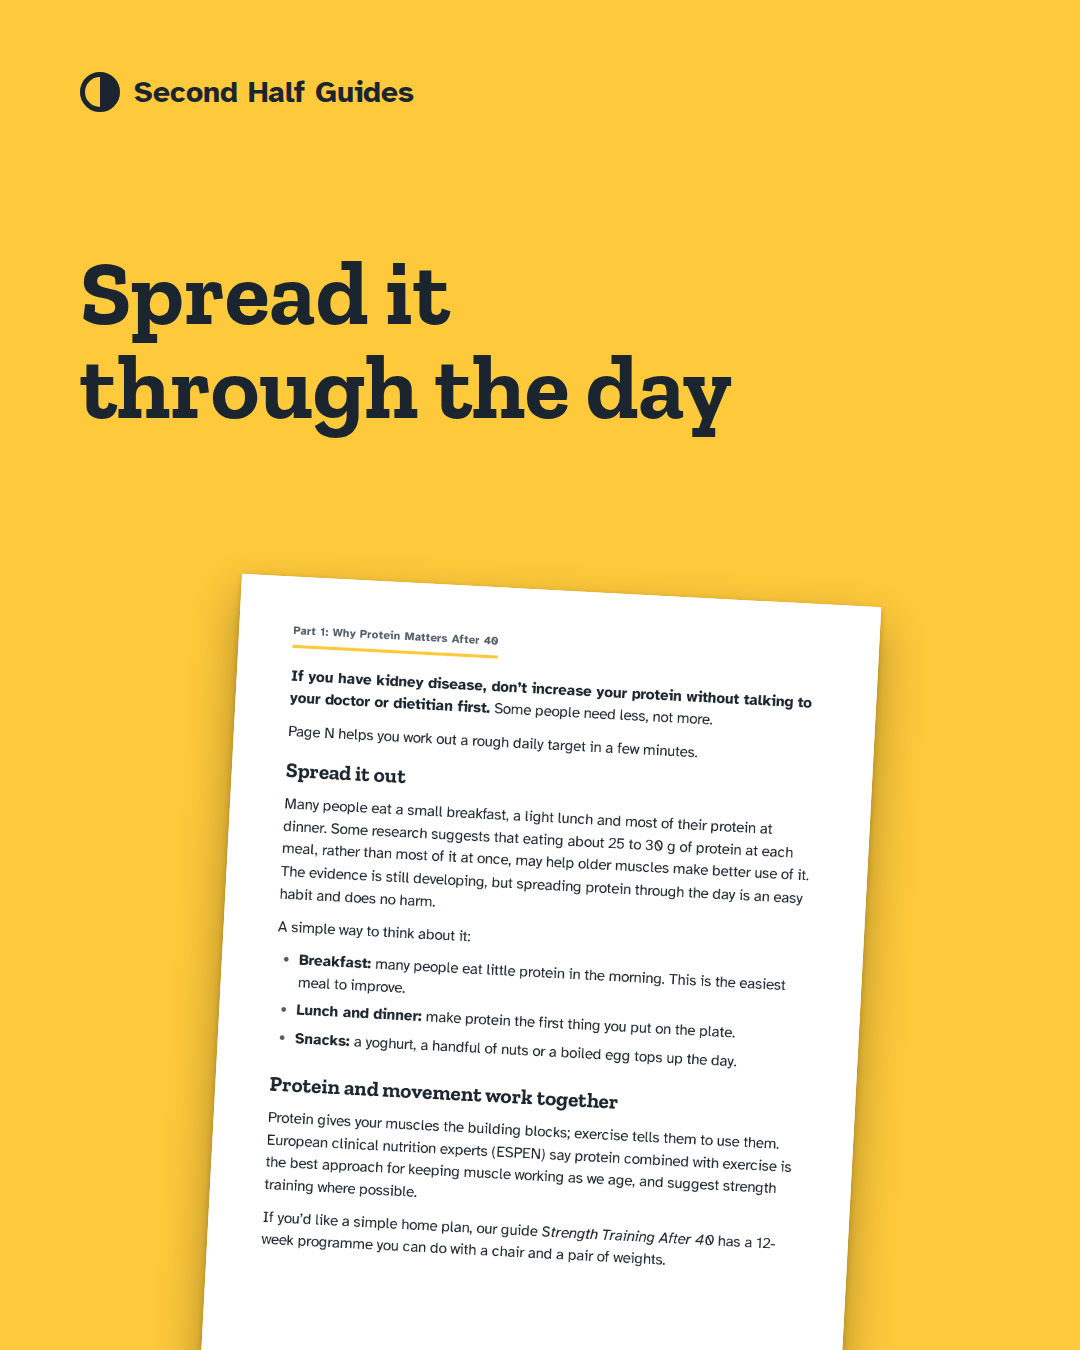 Second Half Guides
Spread it
through the day
Part 1: Why Protein Matters After 40
If you have kidney disease, don’t increase your protein without talking to
your doctor or dietitian first. Some people need less, not more.
Page N helps you work out a rough daily target in a few minutes.
Spread it out
Many people eat a small breakfast, a light lunch and most of their protein at
dinner. Some research suggests that eating about 25 to 30 g of protein at each
meal, rather than most of it at once, may help older muscles make better use of it.
The evidence is still developing, but spreading protein through the day is an easy
habit and does no harm.
A simple way to think about it:
• Breakfast: many people eat little protein in the morning. This is the easiest
meal to improve.
• Lunch and dinner: make protein the first thing you put on the plate.
• Snacks: a yoghurt, a handful of nuts or a boiled egg tops up the day.
Protein and movement work together
Protein gives your muscles the building blocks; exercise tells them to use them.
European clinical nutrition experts (ESPEN) say protein combined with exercise is
the best approach for keeping muscle working as we age, and suggest strength
training where possible.
If you’d like a simple home plan, our guide Strength Training After 40 has a 12-
week programme you can do with a chair and a pair of weights.